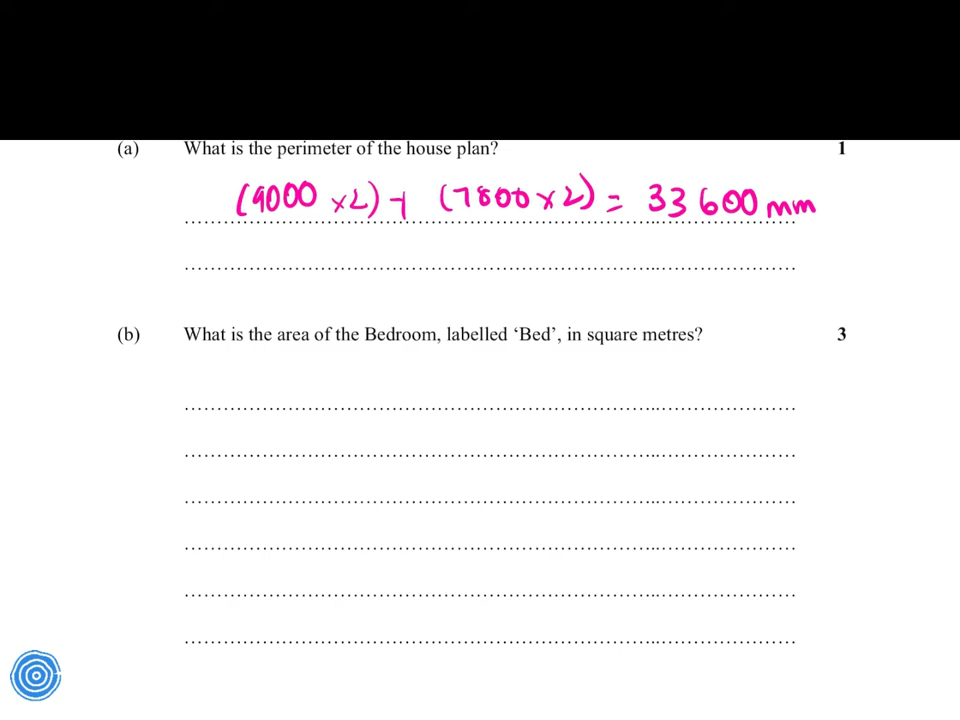 (a) What is the perimeter of the house plan? 1
(9000 x2) + (7800 x 2) = 33 600 mm
(b) What is the area of the Bedroom, labelled ‘Bed’, in square metres? 3